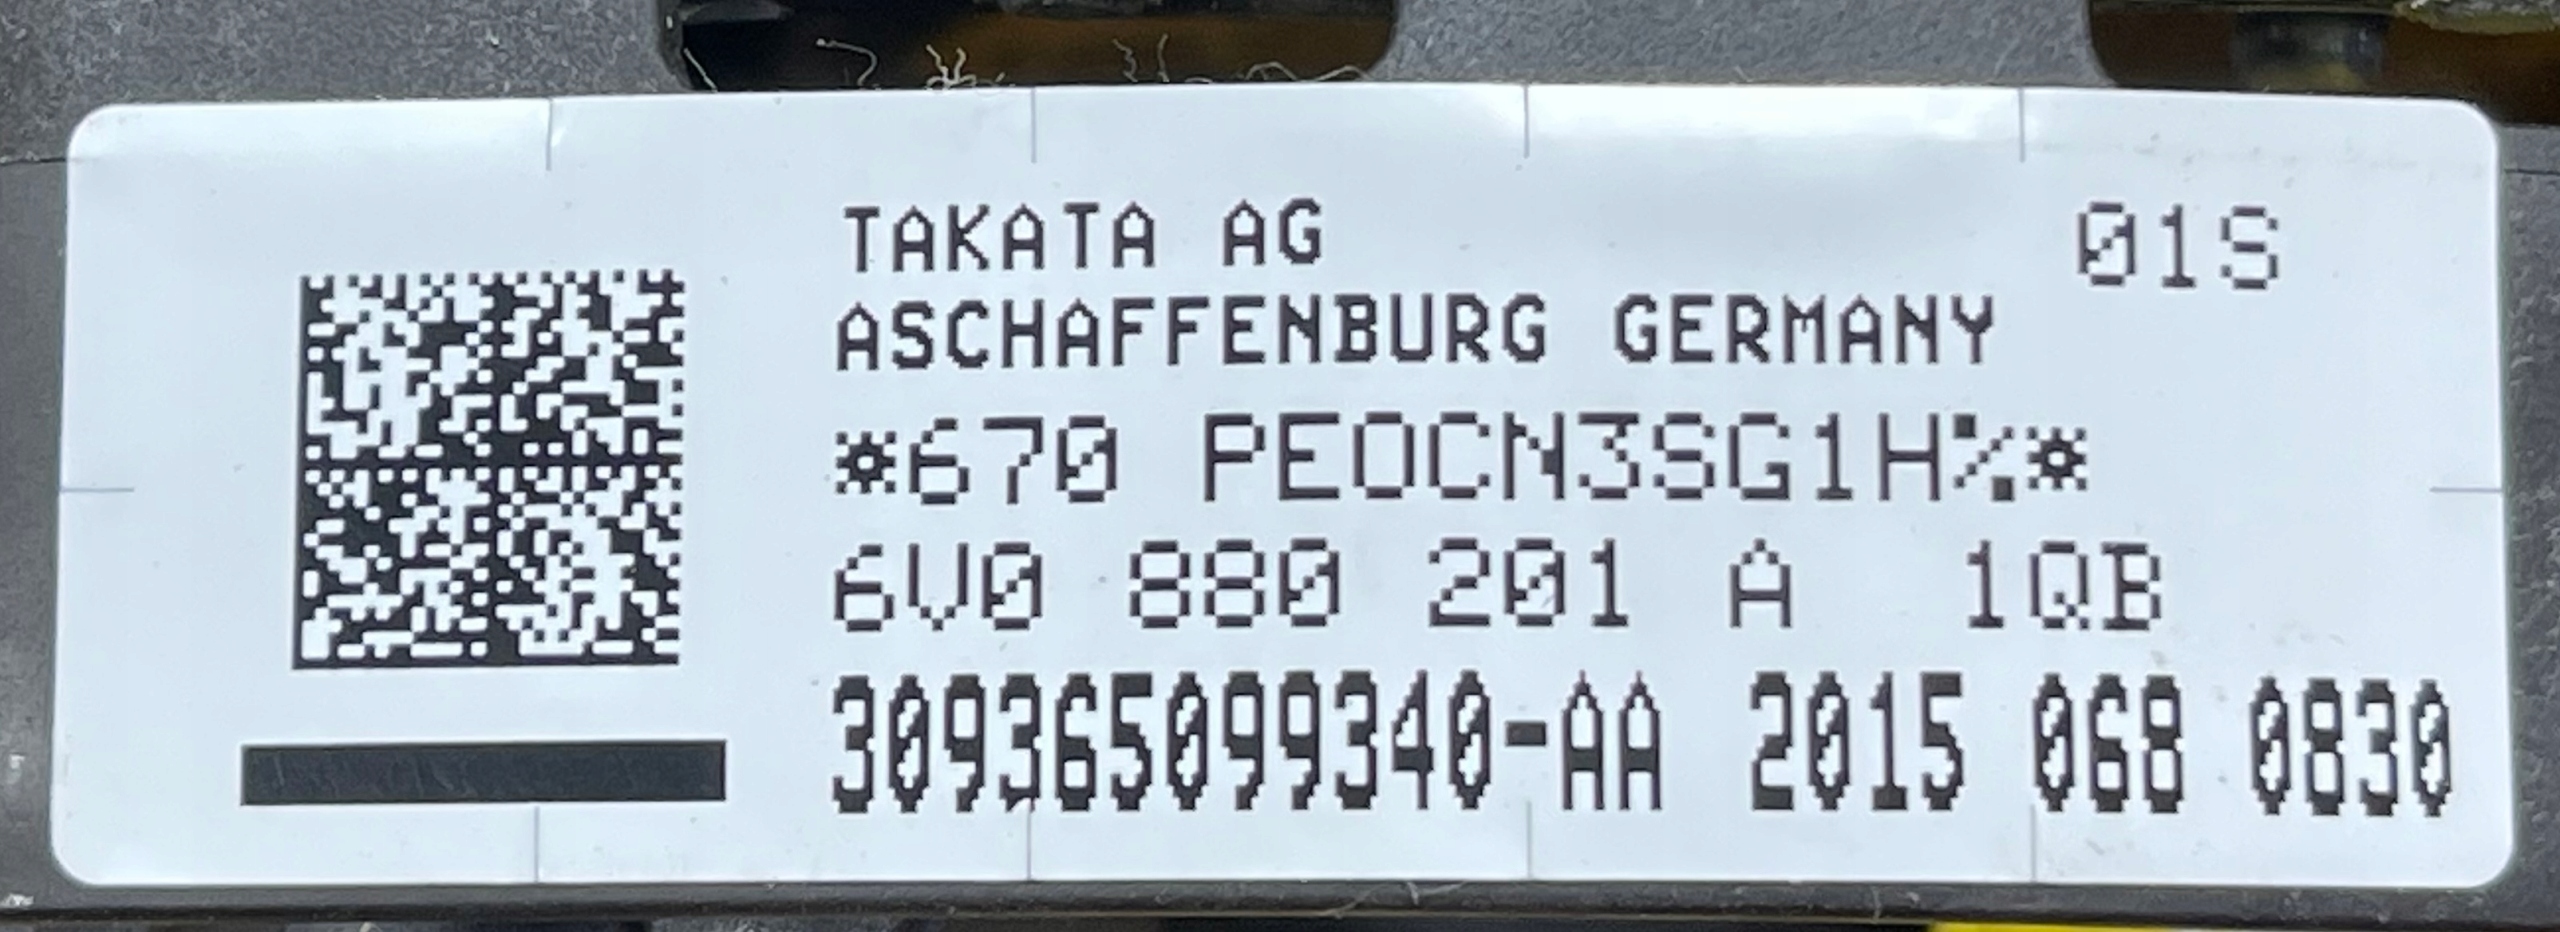 TAKATA AG
01S
ASCHAFFENBURG GERMANY
*670 PEOCN3SG1H%*
6V0 880 201 A 1QB
309365099340-AA 2015 068 0830